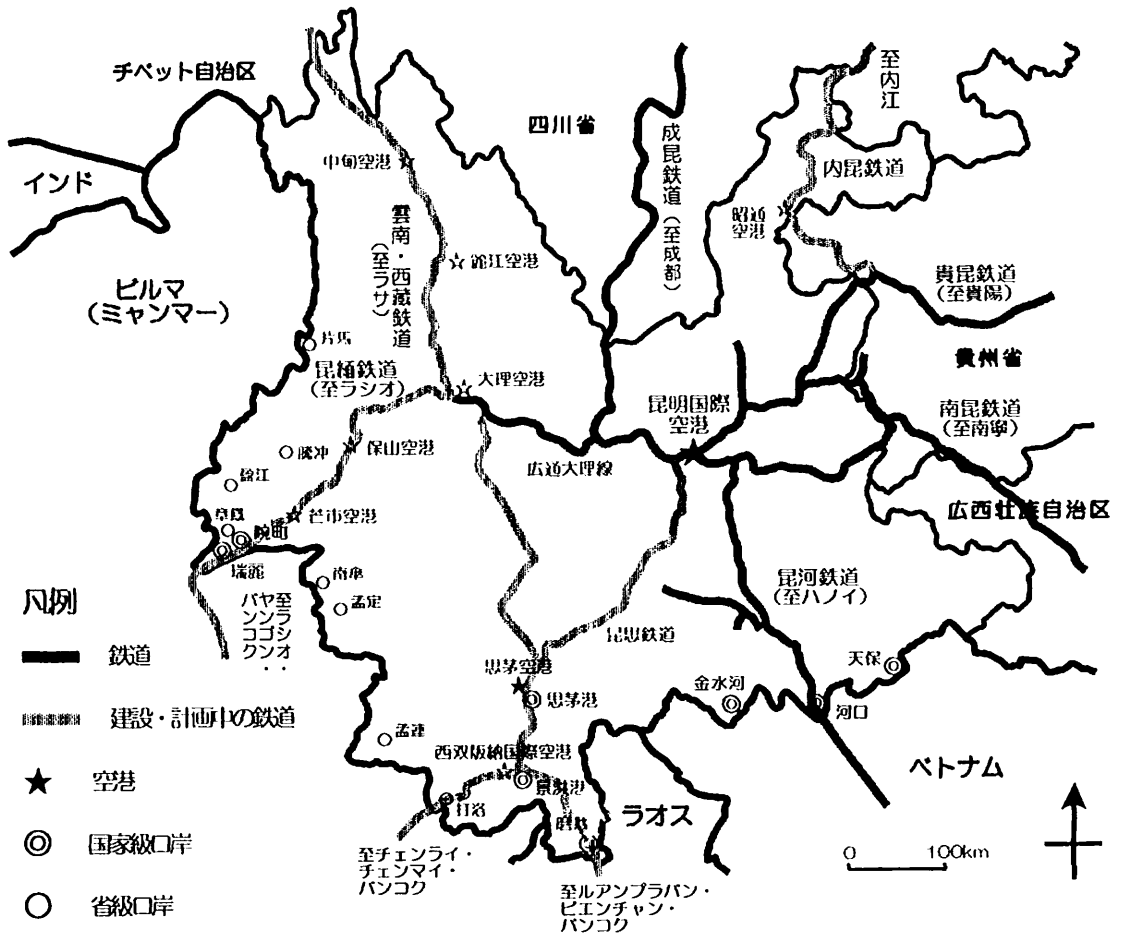 チベット自治区
四川省
至内江
インド
中甸空港
成昆鉄道(至成都)
内昆鉄道
昭通
空港
雲南・西蔵鉄道
(至ラサ)
麗江空港
ビルマ
(ミャンマー)
貴昆鉄道
(至貴陽)
片馬
昆楠鉄道
(至ラシオ)
大理空港
貴州省
昆明国際
空港
南昆鉄道
(至南寧)
騰冲
保山空港
広通大理線
盈江
芒市空港
広西壮族自治区
畹町
瑞麗
南傘
孟定
昆河鉄道
(至ハノイ)
至ラシオ・
ヤンゴン・
バンコク
昆思鉄道
凡例
鉄道
建設・計画中の鉄道
空港
国家級口岸
省級口岸
思茅空港
思茅港
天保
金水河
河口
孟連
西双版納国際空港
景洪港
打洛
磨憨
ベトナム
ラオス
至チェンライ・
チェンマイ・
バンコク
至ルアンプラバン・
ビエンチャン・
バンコク
0 100km